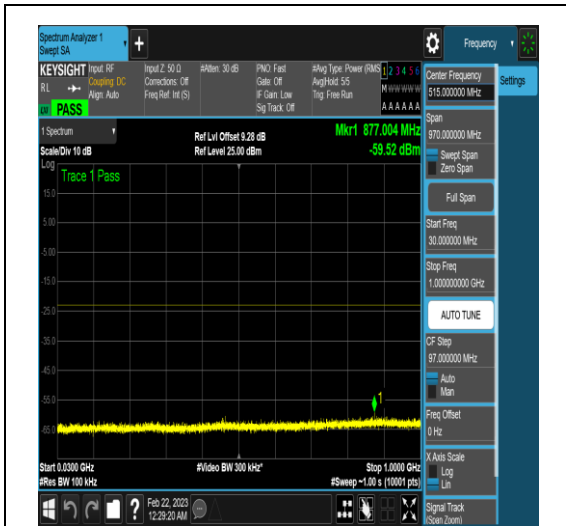 Spectrum Analyzer 1
Swept SA
+
Frequency
KEYSIGHT
RL
PASS
Input: RF
Coupling: DC
Align: Auto
Input Z: 50 Ω
Corrections: Off
Freq Ref: Int (S)
#Atten: 30 dB
PNO: Fast
Gate: Off
IF Gain: Low
Sig Track: Off
#Avg Type: Power (RMS
Avg|Hold: 5/5
Trig: Free Run
1 2 3 4 5 6
M W W W W W
A A A A A A
1 Spectrum
Scale/Div 10 dB
Ref Lvl Offset 9.28 dB
Ref Level 25.00 dBm
Mkr1 877.004 MHz
-59.52 dBm
Log
Trace 1 Pass
15.0
5.00
-5.00
-15.0
-25.0
-35.0
-45.0
-55.0
-65.0
1
Start 0.0300 GHz
#Res BW 100 kHz
#Video BW 300 kHz*
Stop 1.0000 GHz
#Sweep ~1.00 s (10001 pts)
Feb 22, 2023
12:29:20 AM
Center Frequency
515.000000 MHz
Settings
Span
970.000000 MHz
Swept Span
Zero Span
Full Span
Start Freq
30.000000 MHz
Stop Freq
1.000000000 GHz
AUTO TUNE
CF Step
97.000000 MHz
Auto
Man
Freq Offset
0 Hz
X Axis Scale
Log
Lin
Signal Track
(Span Zoom)